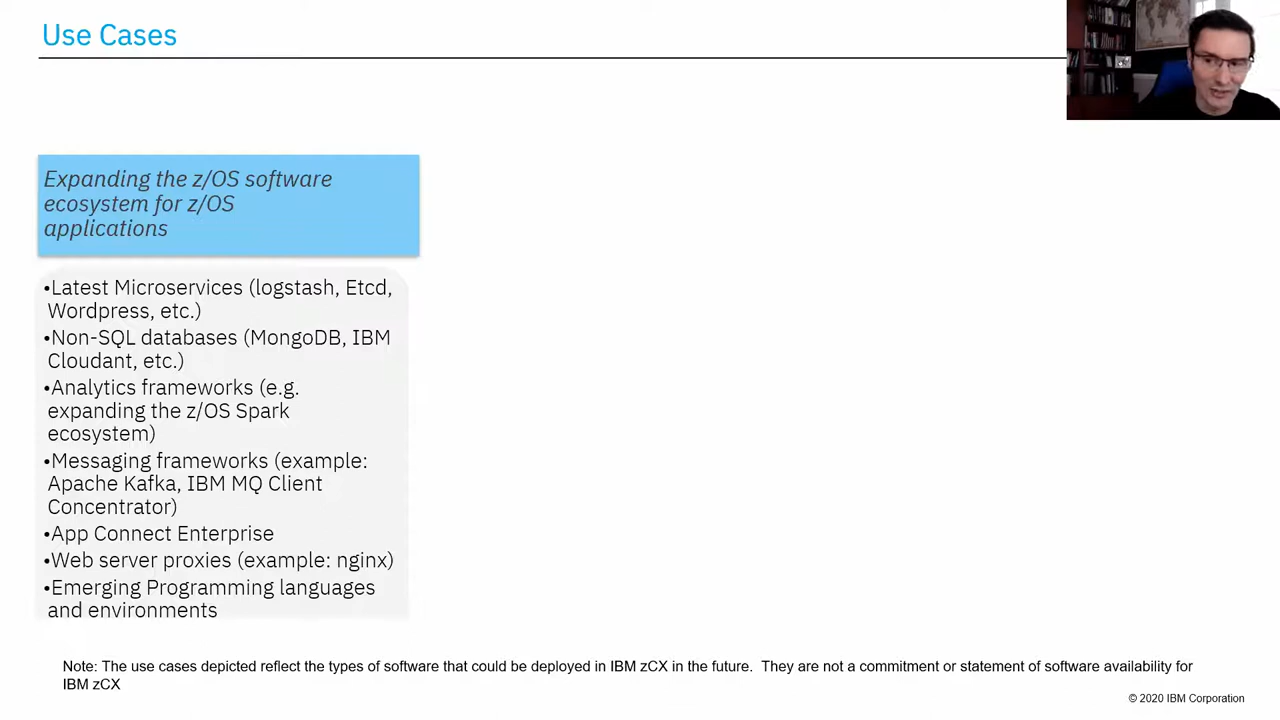 Use Cases
Expanding the z/OS software
ecosystem for z/OS
applications
•Latest Microservices (logstash, Etcd,
Wordpress, etc.)
•Non-SQL databases (MongoDB, IBM
Cloudant, etc.)
•Analytics frameworks (e.g.
expanding the z/OS Spark
ecosystem)
•Messaging frameworks (example:
Apache Kafka, IBM MQ Client
Concentrator)
•App Connect Enterprise
•Web server proxies (example: nginx)
•Emerging Programming languages
and environments
Note: The use cases depicted reflect the types of software that could be deployed in IBM zCX in the future. They are not a commitment or statement of software availability for
IBM zCX
© 2020 IBM Corporation